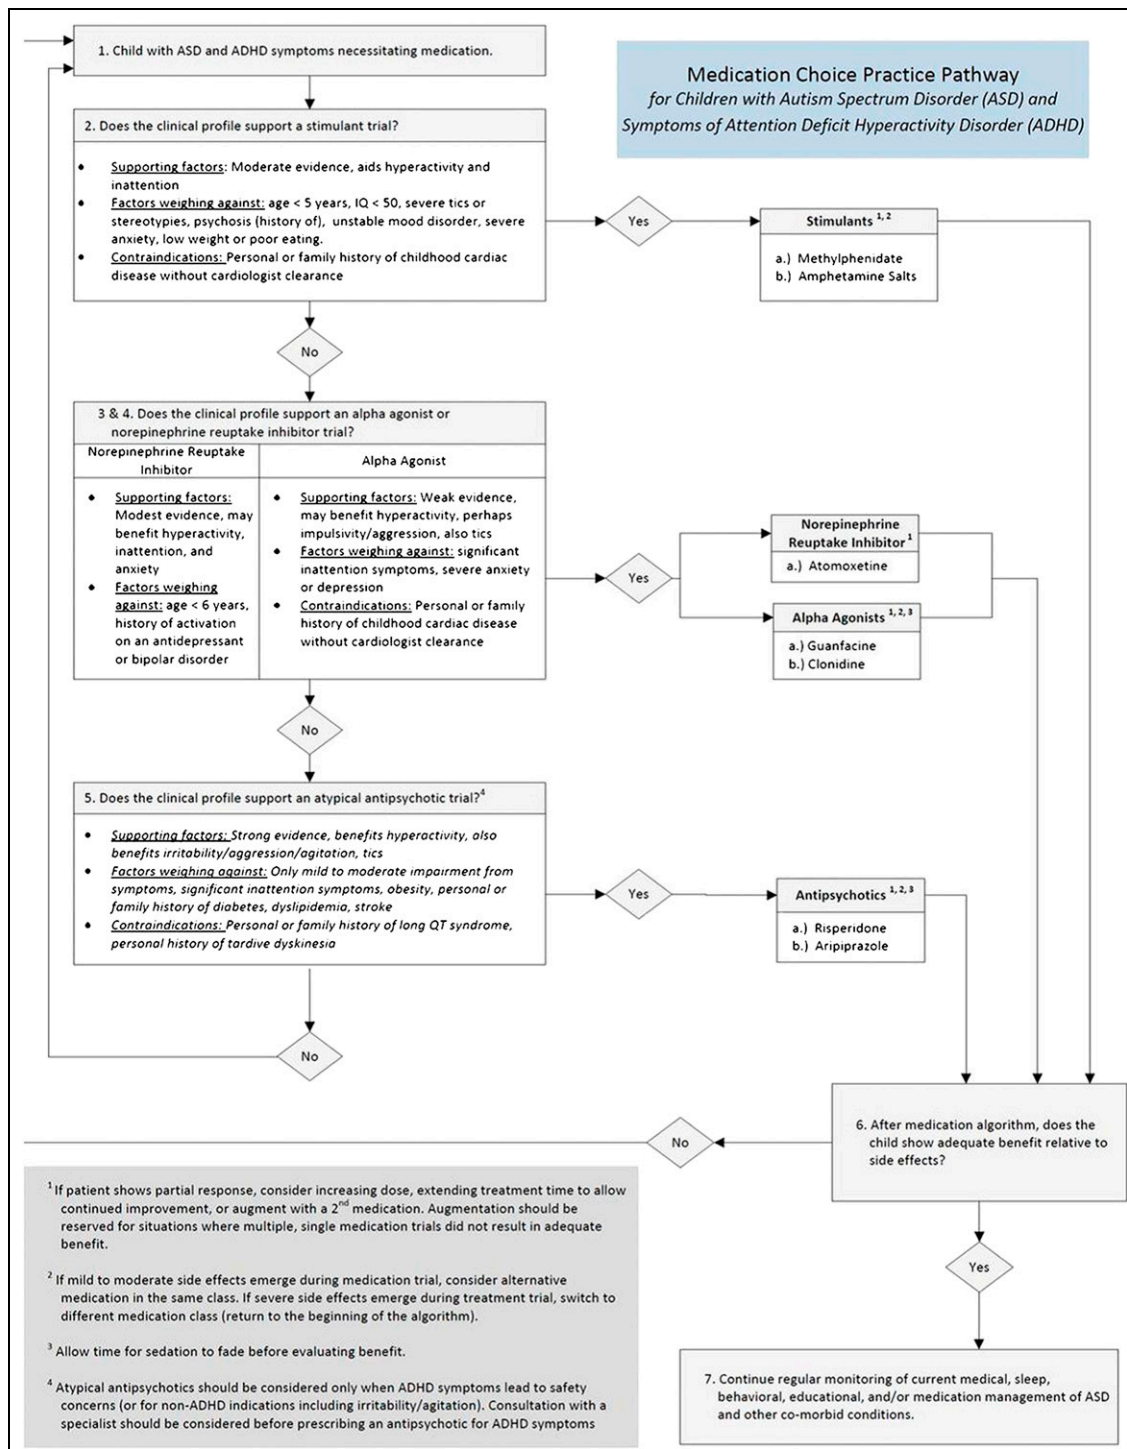 1. Child with ASD and ADHD symptoms necessitating medication.
Medication Choice Practice Pathway
for Children with Autism Spectrum Disorder (ASD) and
Symptoms of Attention Deficit Hyperactivity Disorder (ADHD)
2. Does the clinical profile support a stimulant trial?
• Supporting factors: Moderate evidence, aids hyperactivity and
inattention
• Factors weighing against: age < 5 years, IQ < 50, severe tics or
stereotypies, psychosis (history of), unstable mood disorder, severe
anxiety, low weight or poor eating.
• Contraindications: Personal or family history of childhood cardiac
disease without cardiologist clearance
Yes
Stimulants 1, 2
a.) Methylphenidate
b.) Amphetamine Salts
No
3 & 4. Does the clinical profile support an alpha agonist or
norepinephrine reuptake inhibitor trial?
Norepinephrine Reuptake
Inhibitor
• Supporting factors:
Modest evidence, may
benefit hyperactivity,
inattention, and
anxiety
• Factors weighing
against: age < 6 years,
history of activation
on an antidepressant
or bipolar disorder
Alpha Agonist
• Supporting factors: Weak evidence,
may benefit hyperactivity, perhaps
impulsivity/aggression, also tics
• Factors weighing against: significant
inattention symptoms, severe anxiety
or depression
• Contraindications: Personal or family
history of childhood cardiac disease
without cardiologist clearance
Yes
Norepinephrine
Reuptake Inhibitor 1
a.) Atomoxetine
Alpha Agonists 1, 2, 3
a.) Guanfacine
b.) Clonidine
No
5. Does the clinical profile support an atypical antipsychotic trial?4
• Supporting factors: Strong evidence, benefits hyperactivity, also
benefits irritability/aggression/agitation, tics
• Factors weighing against: Only mild to moderate impairment from
symptoms, significant inattention symptoms, obesity, personal or
family history of diabetes, dyslipidemia, stroke
• Contraindications: Personal or family history of long QT syndrome,
personal history of tardive dyskinesia
Yes
Antipsychotics 1, 2, 3
a.) Risperidone
b.) Aripiprazole
No
6. After medication algorithm, does the
child show adequate benefit relative to
side effects?
No
Yes
7. Continue regular monitoring of current medical, sleep,
behavioral, educational, and/or medication management of ASD
and other co-morbid conditions.
1 If patient shows partial response, consider increasing dose, extending treatment time to allow
continued improvement, or augment with a 2nd medication. Augmentation should be
reserved for situations where multiple, single medication trials did not result in adequate
benefit.
2 If mild to moderate side effects emerge during medication trial, consider alternative
medication in the same class. If severe side effects emerge during treatment trial, switch to
different medication class (return to the beginning of the algorithm).
3 Allow time for sedation to fade before evaluating benefit.
4 Atypical antipsychotics should be considered only when ADHD symptoms lead to safety
concerns (or for non-ADHD indications including irritability/agitation). Consultation with a
specialist should be considered before prescribing an antipsychotic for ADHD symptoms